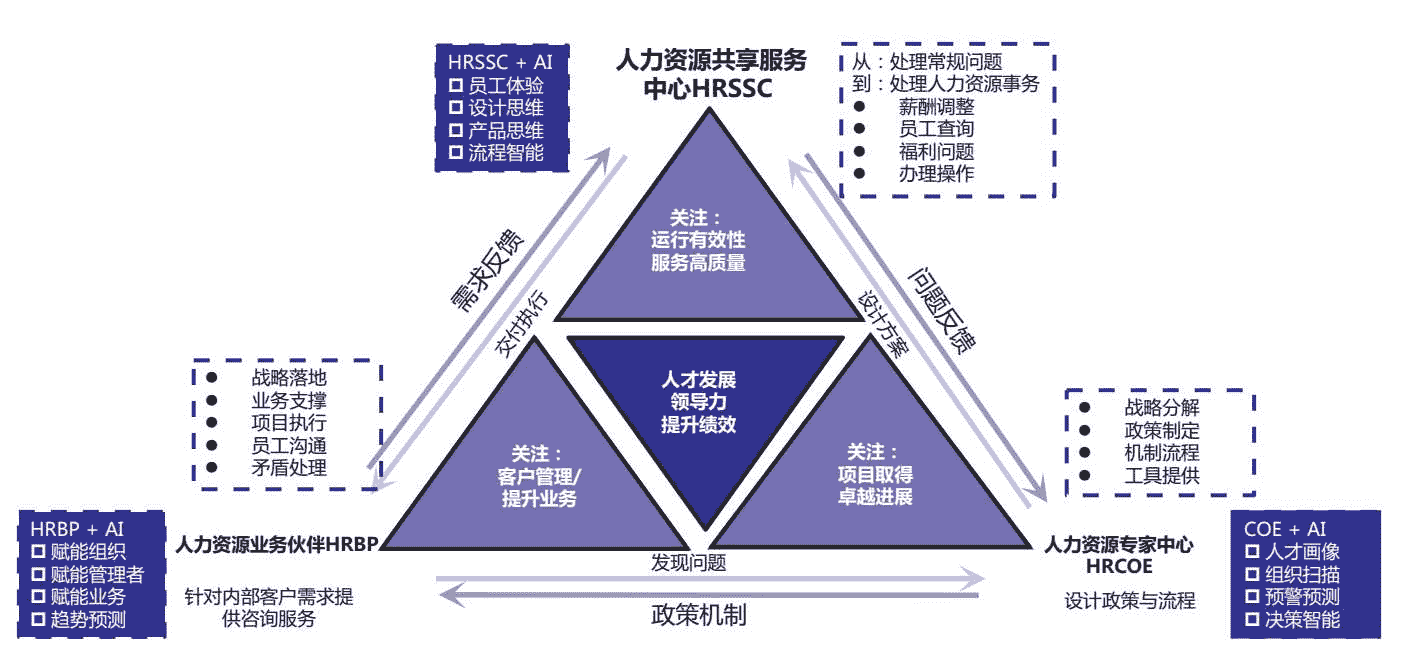 HRSSC + AI
员工体验
设计思维
产品思维
流程智能
人力资源共享服务
中心HRSSC
从：处理常规问题
到：处理人力资源事务
薪酬调整
员工查询
福利问题
办理操作
关注：
运行有效性
服务高质量
需求反馈
交付执行
问题反馈
设计方案
战略落地
业务支撑
项目执行
员工沟通
矛盾处理
人才发展
领导力
提升绩效
关注：
客户管理/
提升业务
关注：
项目取得
卓越进展
战略分解
政策制定
机制流程
工具提供
HRBP + AI
赋能组织
赋能管理者
赋能业务
趋势预测
人力资源业务伙伴HRBP
针对内部客户需求提
供咨询服务
发现问题
政策机制
人力资源专家中心
HRCOE
设计政策与流程
COE + AI
人才画像
组织扫描
预警预测
决策智能